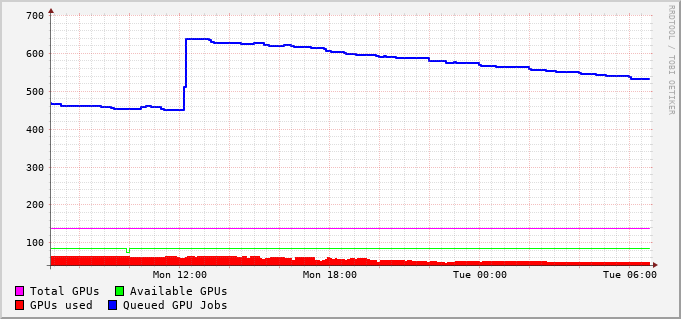 700
600
500
400
300
200
100
Mon 12:00 Mon 18:00 Tue 00:00 Tue 06:00
Total GPUs Available GPUs
GPUs used Queued GPU Jobs
RRDTOOL / TOBI OETIKER